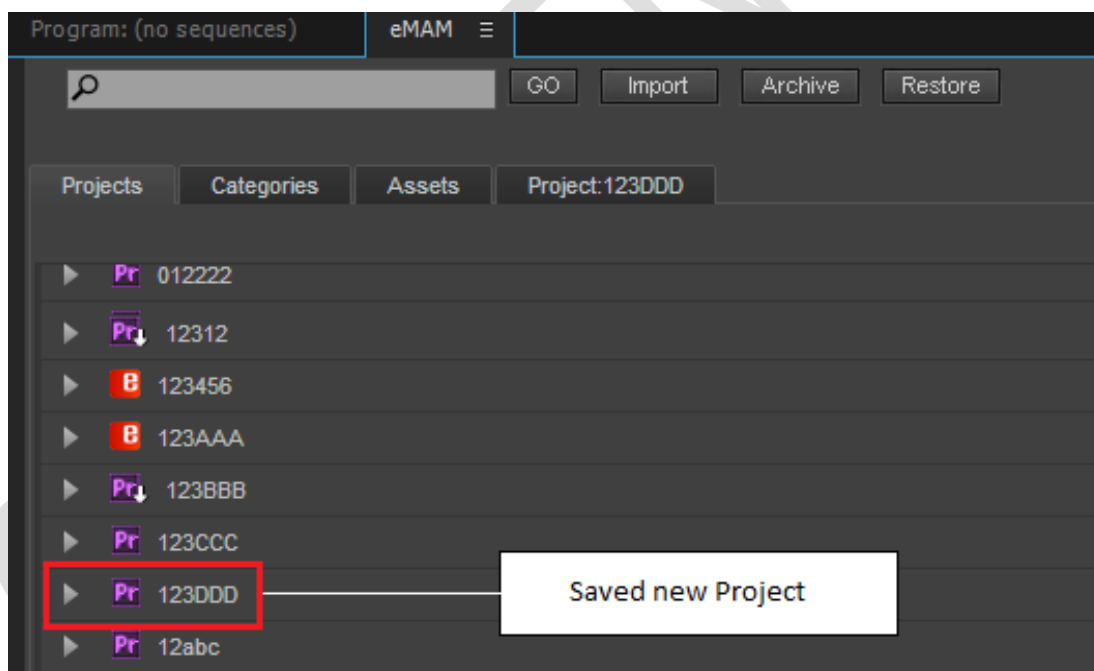 Program: (no sequences) eMAM
GO Import Archive Restore
Projects Categories Assets Project:123DDD
Pr 012222
Pr 12312
e 123456
e 123AAA
Pr 123BBB
Pr 123CCC
Pr 123DDD Saved new Project
Pr 12abc